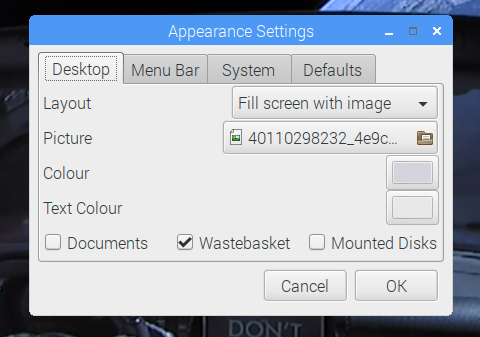 Appearance Settings
Desktop Menu Bar System Defaults
Layout Fill screen with image
Picture 40110298232_4e9c...
Colour
Text Colour
Documents Wastebasket Mounted Disks
Cancel OK
DON'T